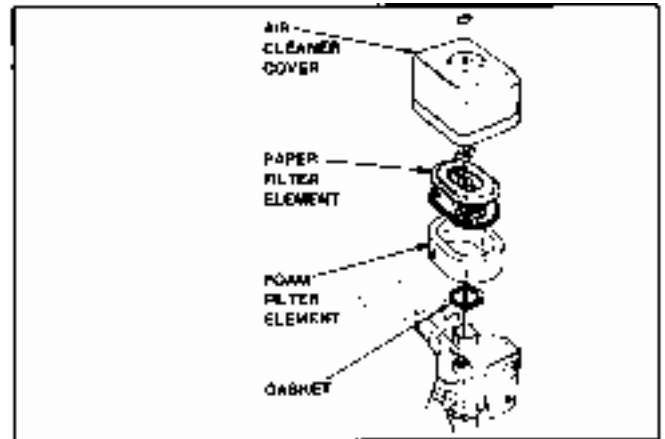 AIR
CLEANER
COVER
PAPER
FILTER
ELEMENT
FOAM
FILTER
ELEMENT
GASKET